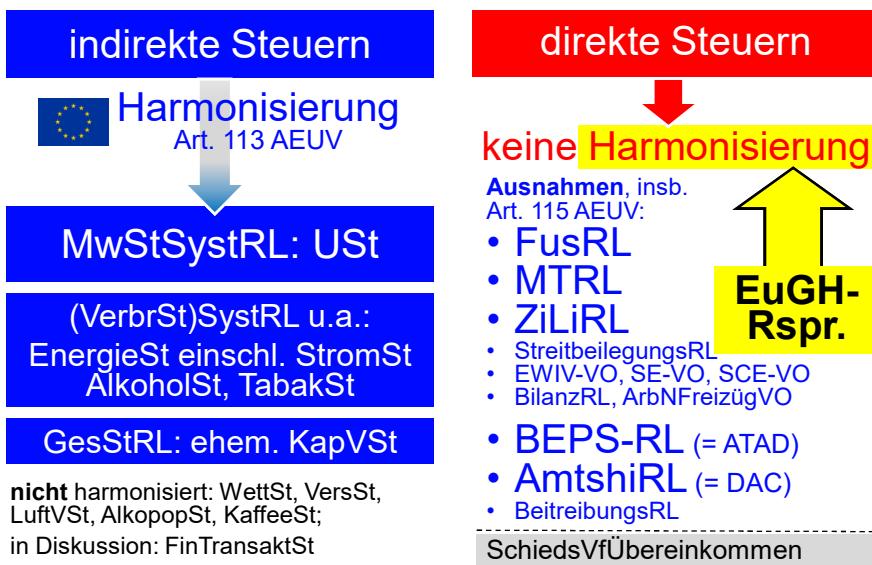 indirekte Steuern
Harmonisierung
Art. 113 AEUV
MwStSystRL: USt
(VerbrSt)SystRL u.a.:
EnergieSt einschl. StromSt
AlkoholSt, TabakSt
GesStRL: ehem. KapVSt
nicht harmonisiert: WettSt, VersSt,
LuftVSt, AlkopopSt, KaffeeSt;
in Diskussion: FinTransaktSt
direkte Steuern
keine Harmonisierung
Ausnahmen, insb.
Art. 115 AEUV:
• FusRL
• MTRL
• ZiLiRL
• StreitbeilegungsRL
• EWIV-VO, SE-VO, SCE-VO
• BilanzRL, ArbNFreizügVO
• BEPS-RL (= ATAD)
• AmtshiRL (= DAC)
• BeitreibungsRL
EuGH-
Rspr.
SchiedsVfÜbereinkommen